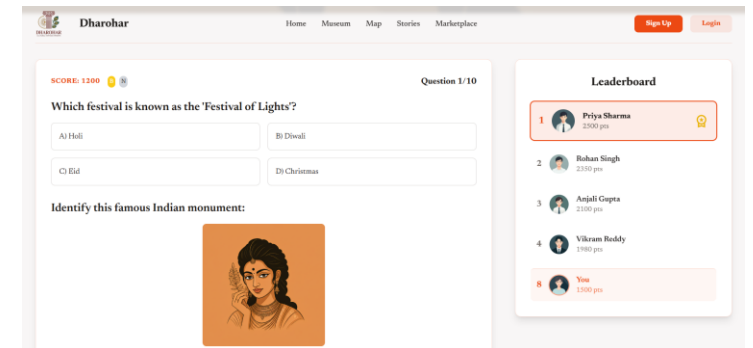 DHAROHAR
Dharohar
Home Museum Map Stories Marketplace
Sign Up Login
SCORE: 1200 N
Question 1/10
Which festival is known as the 'Festival of Lights'?
A) Holi
B) Diwali
C) Eid
D) Christmas
Identify this famous Indian monument:
Leaderboard
1 Priya Sharma
2500 pts
2 Rohan Singh
2350 pts
3 Anjali Gupta
2100 pts
4 Vikram Reddy
1980 pts
8 You
1500 pts